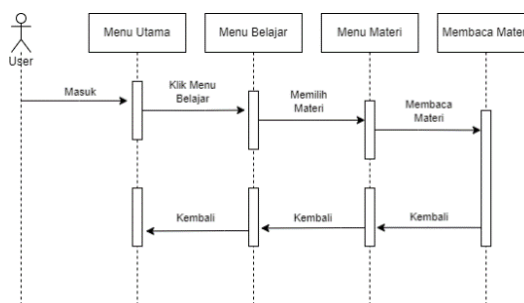 Menu Utama
Menu Belajar
Menu Materi
Membaca Mater
User
Masuk
Klik Menu
Belajar
Memilih
Materi
Membaca
Materi
Kembali
Kembali
Kembali